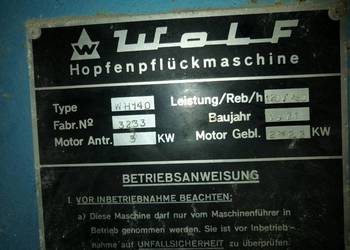 W Wolf
Hopfenpflückmaschine
Type WH140 Leistung/Reb/h
Fabr.Nº 3233 Baujahr
Motor Antr. 3 KW Motor Gebl. KW
BETRIEBSANWEISUNG
I. VOR INBETRIEBNAHME BEACHTEN:
a) Diese Maschine darf nur vom Maschinenführer in
Betrieb genommen werden. Sie ist vor Inbetrieb-
nahme auf UNFALLSICHERHEIT zu überprüfen